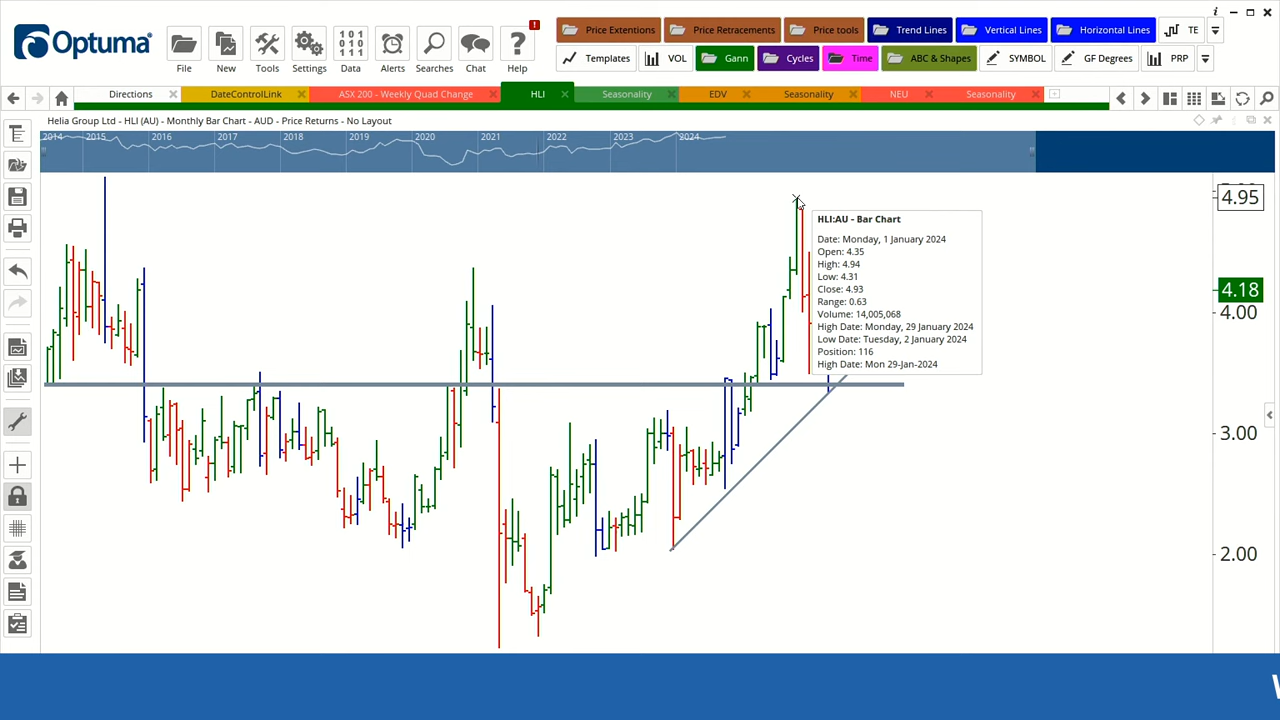 Optuma
File
New
Tools
Settings
101
010
101
Data
Alerts
Searches
Chat
!
?
Help
Price Extentions
Price Retracements
Price tools
Trend Lines
Vertical Lines
Horizontal Lines
TE
Templates
VOL
Gann
Cycles
Time
ABC & Shapes
SYMBOL
GF Degrees
PRP
Directions
DateControlLink
ASX 200 - Weekly Quad Change
HLI
Seasonality
EDV
Seasonality
NEU
Seasonality
Helia Group Ltd - HLI (AU) - Monthly Bar Chart - AUD - Price Returns - No Layout
2014
2015
2016
2017
2018
2019
2020
2021
2022
2023
2024
4.95
4.18
4.00
3.00
2.00
HLI:AU - Bar Chart
Date: Monday, 1 January 2024
Open: 4.35
High: 4.94
Low: 4.31
Close: 4.93
Range: 0.63
Volume: 14,005,068
High Date: Monday, 29 January 2024
Low Date: Tuesday, 2 January 2024
Position: 116
High Date: Mon 29-Jan-2024